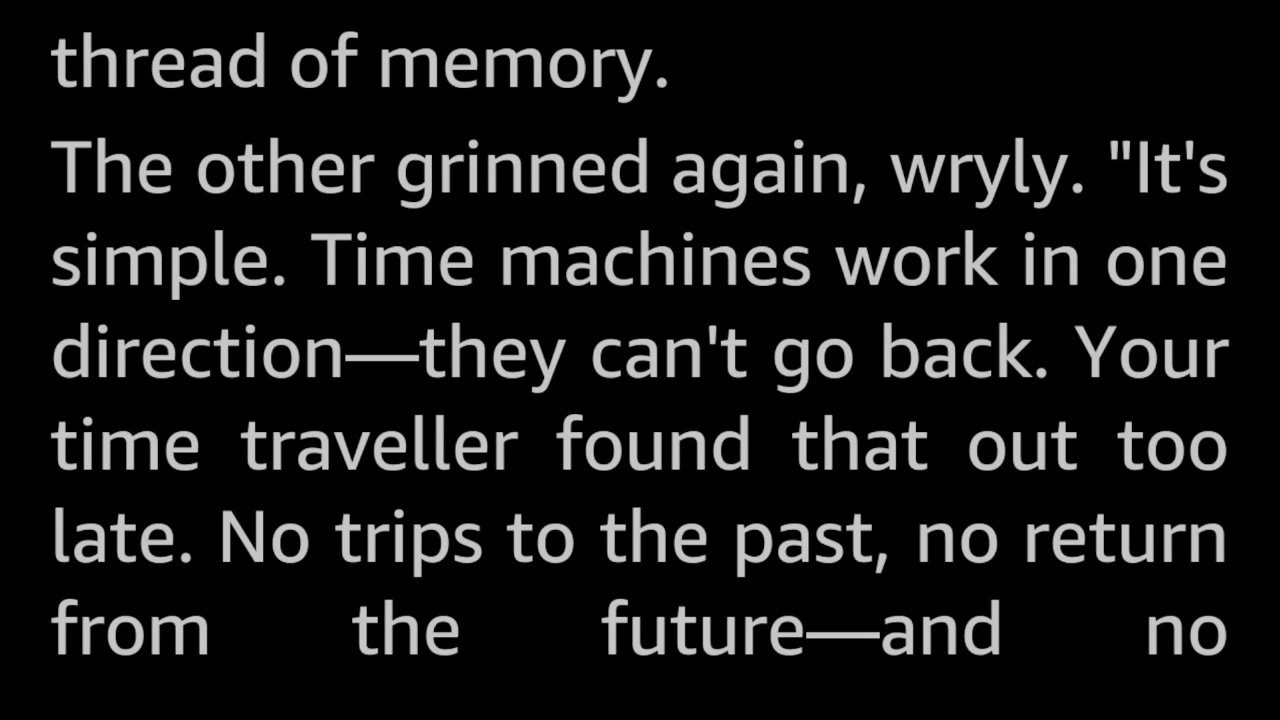 thread of memory.
The other grinned again, wryly. "It's
simple. Time machines work in one
direction—they can't go back. Your
time traveller found that out too
late. No trips to the past, no return
from the future—and no